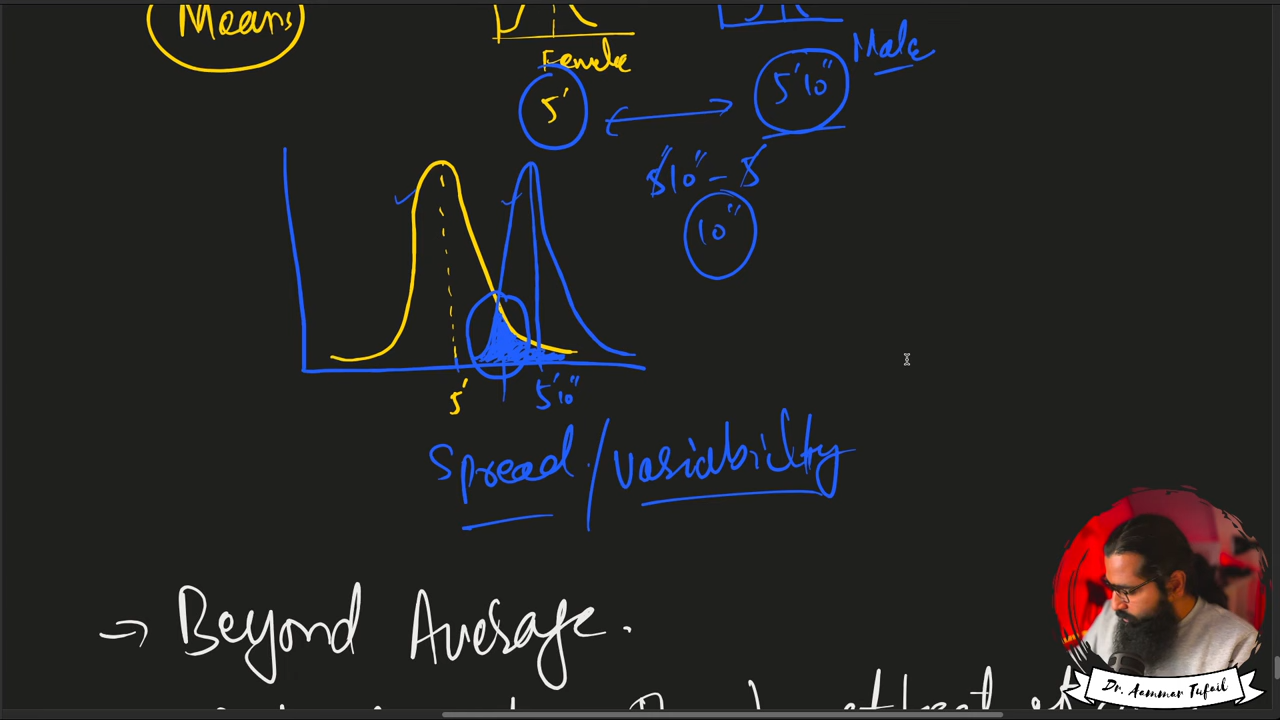 Means
Female
Male
5'
5'10"
5"10" - 5
10"
5'
5'10"
Spread / variability
→ Beyond Average.
Dr. Aammar Tufail